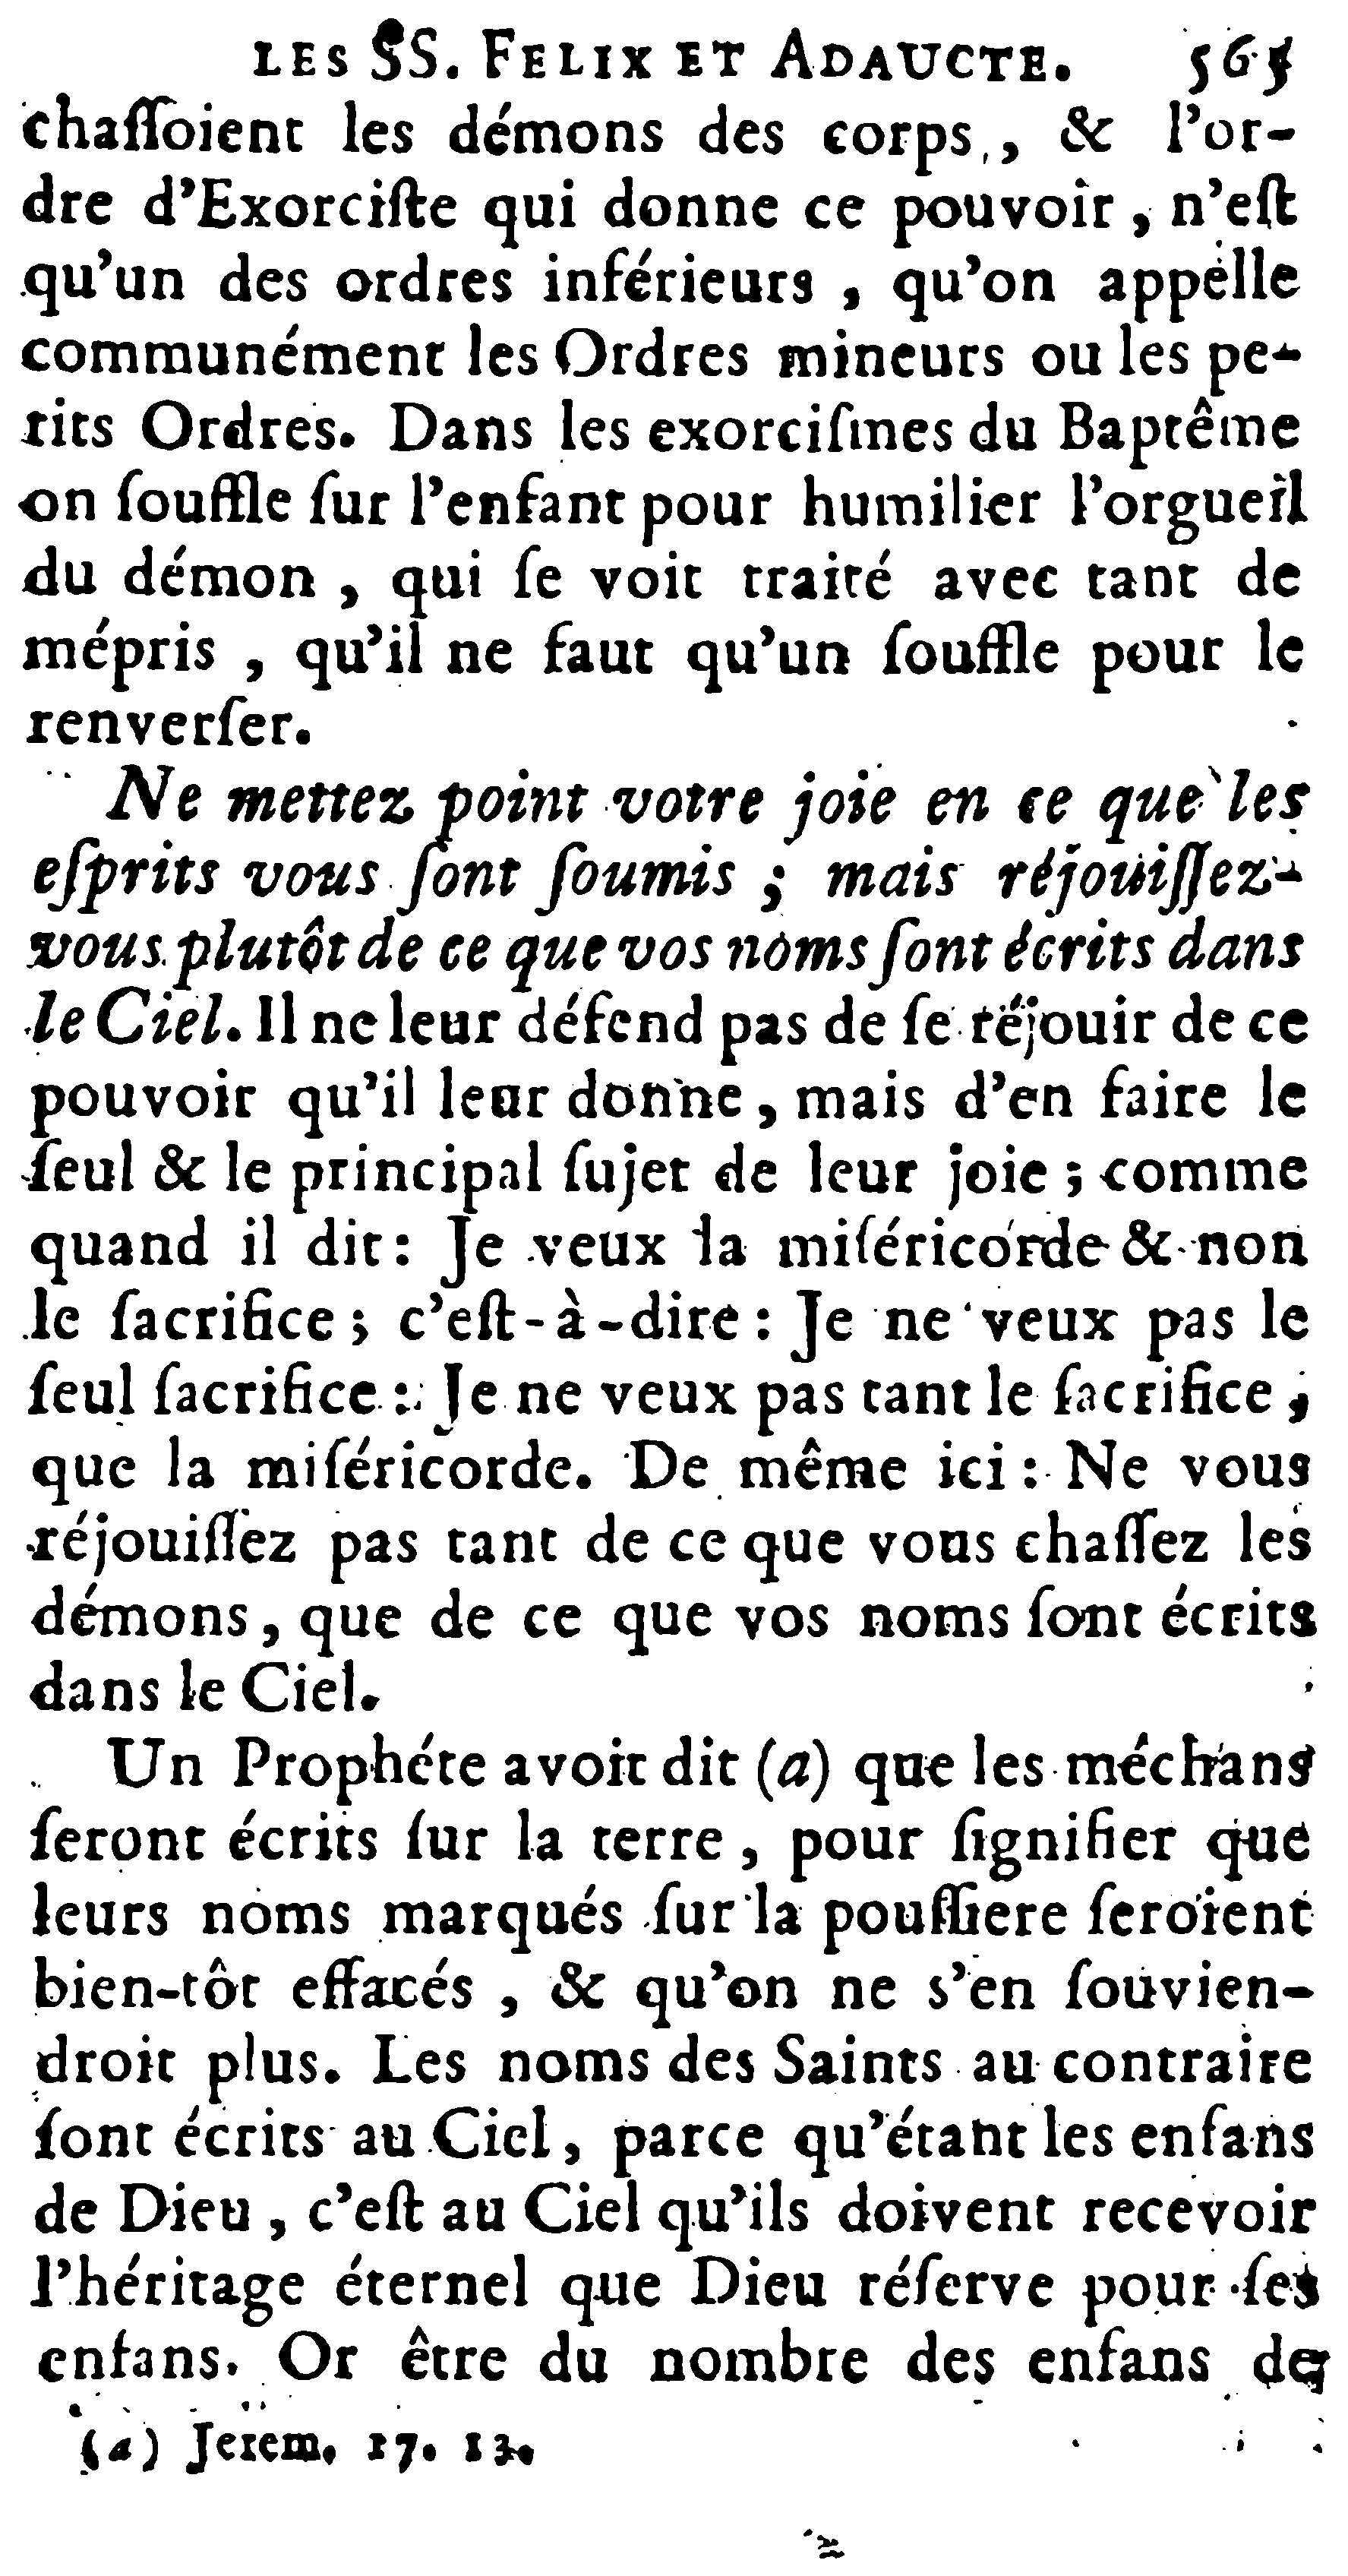 LES SS. FELIX ET ADAUCTE. 565
chaſſoient les démons des corps, & l'or-
dre d'Exorciſte qui donne ce pouvoir, n'eſt
qu'un des ordres inférieurs, qu'on appelle
communément les Ordres mineurs ou les pe-
tits Ordres. Dans les exorciſmes du Baptême
on ſouffle ſur l'enfant pour humilier l'orgueil
du démon, qui ſe voit traité avec tant de
mépris, qu'il ne faut qu'un ſouffle pour le
renverſer.
Ne mettez point votre joie en ce que les
eſprits vous ſont ſoumis ; mais réjouiſſez-
vous plutôt de ce que vos noms ſont écrits dans
le Ciel. Il ne leur défend pas de ſe réjouir de ce
pouvoir qu'il leur donne, mais d'en faire le
ſeul & le principal ſujet de leur joie ; comme
quand il dit : Je veux la miſéricorde & non
le ſacrifice ; c'eſt-à-dire : Je ne veux pas le
ſeul ſacrifice : Je ne veux pas tant le ſacrifice,
que la miſéricorde. De même ici : Ne vous
réjouiſſez pas tant de ce que vous chaſſez les
démons, que de ce que vos noms ſont écrits
dans le Ciel.
Un Prophéte avoit dit (a) que les méchans
ſeront écrits ſur la terre, pour ſignifier que
leurs noms marqués ſur la pouſſiere ſeroient
bien-tôt effacés, & qu'on ne s'en ſouvien-
droit plus. Les noms des Saints au contraire
ſont écrits au Ciel, parce qu'étant les enfans
de Dieu, c'eſt au Ciel qu'ils doivent recevoir
l'héritage éternel que Dieu réſerve pour ſes
enfans. Or être du nombre des enfans de
(a) Jerem. 17. 13.